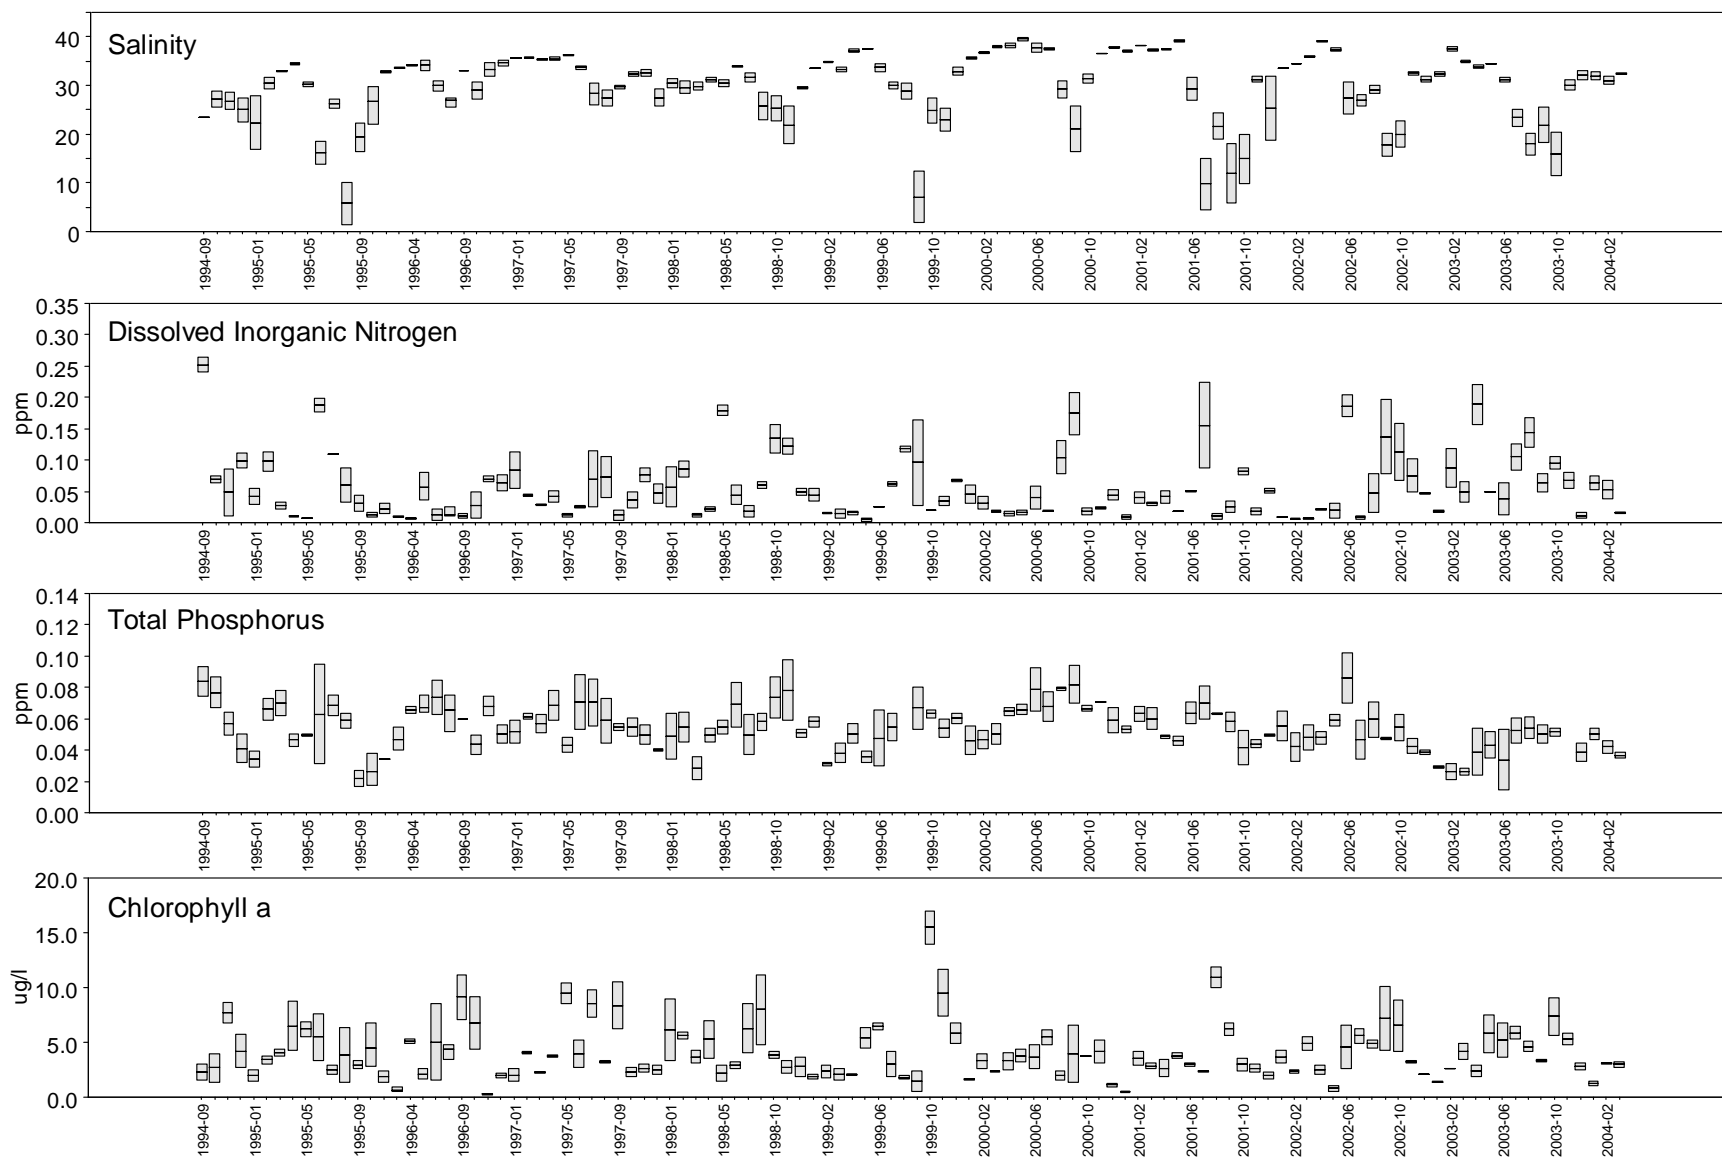 Salinity
40
30
20
10
0
1994-09 1995-01 1995-05 1995-09 1996-04 1996-09 1997-01 1997-05 1997-09 1998-01 1998-05 1998-10 1999-02 1999-06 1999-10 2000-02 2000-06 2000-10 2001-02 2001-06 2001-10 2002-02 2002-06 2002-10 2003-02 2003-06 2003-10 2004-02
Dissolved Inorganic Nitrogen
ppm
0.35
0.30
0.25
0.20
0.15
0.10
0.05
0.00
1994-09 1995-01 1995-05 1995-09 1996-04 1996-09 1997-01 1997-05 1997-09 1998-01 1998-05 1998-10 1999-02 1999-06 1999-10 2000-02 2000-06 2000-10 2001-02 2001-06 2001-10 2002-02 2002-06 2002-10 2003-02 2003-06 2003-10 2004-02
Total Phosphorus
ppm
0.14
0.12
0.10
0.08
0.06
0.04
0.02
0.00
1994-09 1995-01 1995-05 1995-09 1996-04 1996-09 1997-01 1997-05 1997-09 1998-01 1998-05 1998-10 1999-02 1999-06 1999-10 2000-02 2000-06 2000-10 2001-02 2001-06 2001-10 2002-02 2002-06 2002-10 2003-02 2003-06 2003-10 2004-02
Chlorophyll a
ug/l
20.0
15.0
10.0
5.0
0.0
1994-09 1995-01 1995-05 1995-09 1996-04 1996-09 1997-01 1997-05 1997-09 1998-01 1998-05 1998-10 1999-02 1999-06 1999-10 2000-02 2000-06 2000-10 2001-02 2001-06 2001-10 2002-02 2002-06 2002-10 2003-02 2003-06 2003-10 2004-02